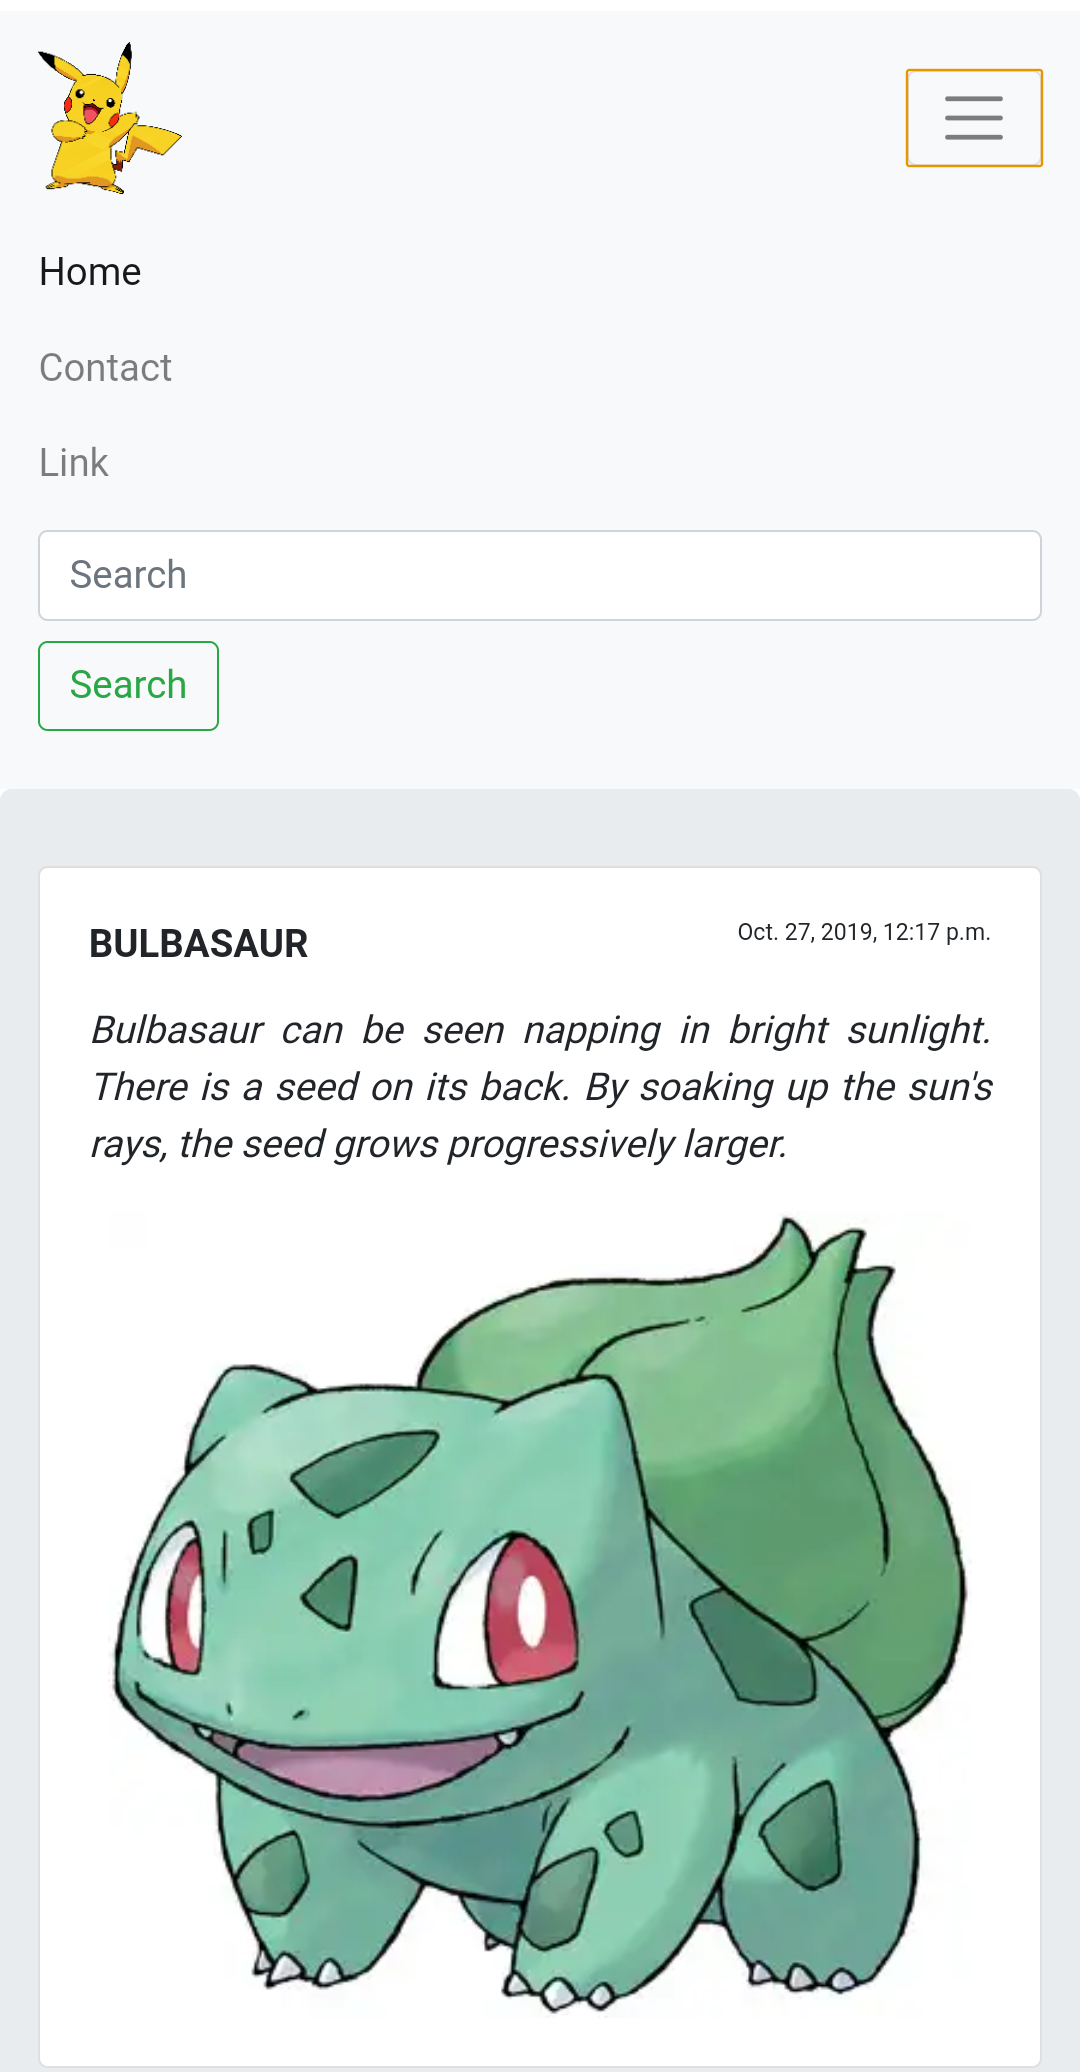 Home
Contact
Link
Search
Search
BULBASAUR
Oct. 27, 2019, 12:17 p.m.
Bulbasaur can be seen napping in bright sunlight.
There is a seed on its back. By soaking up the sun's
rays, the seed grows progressively larger.